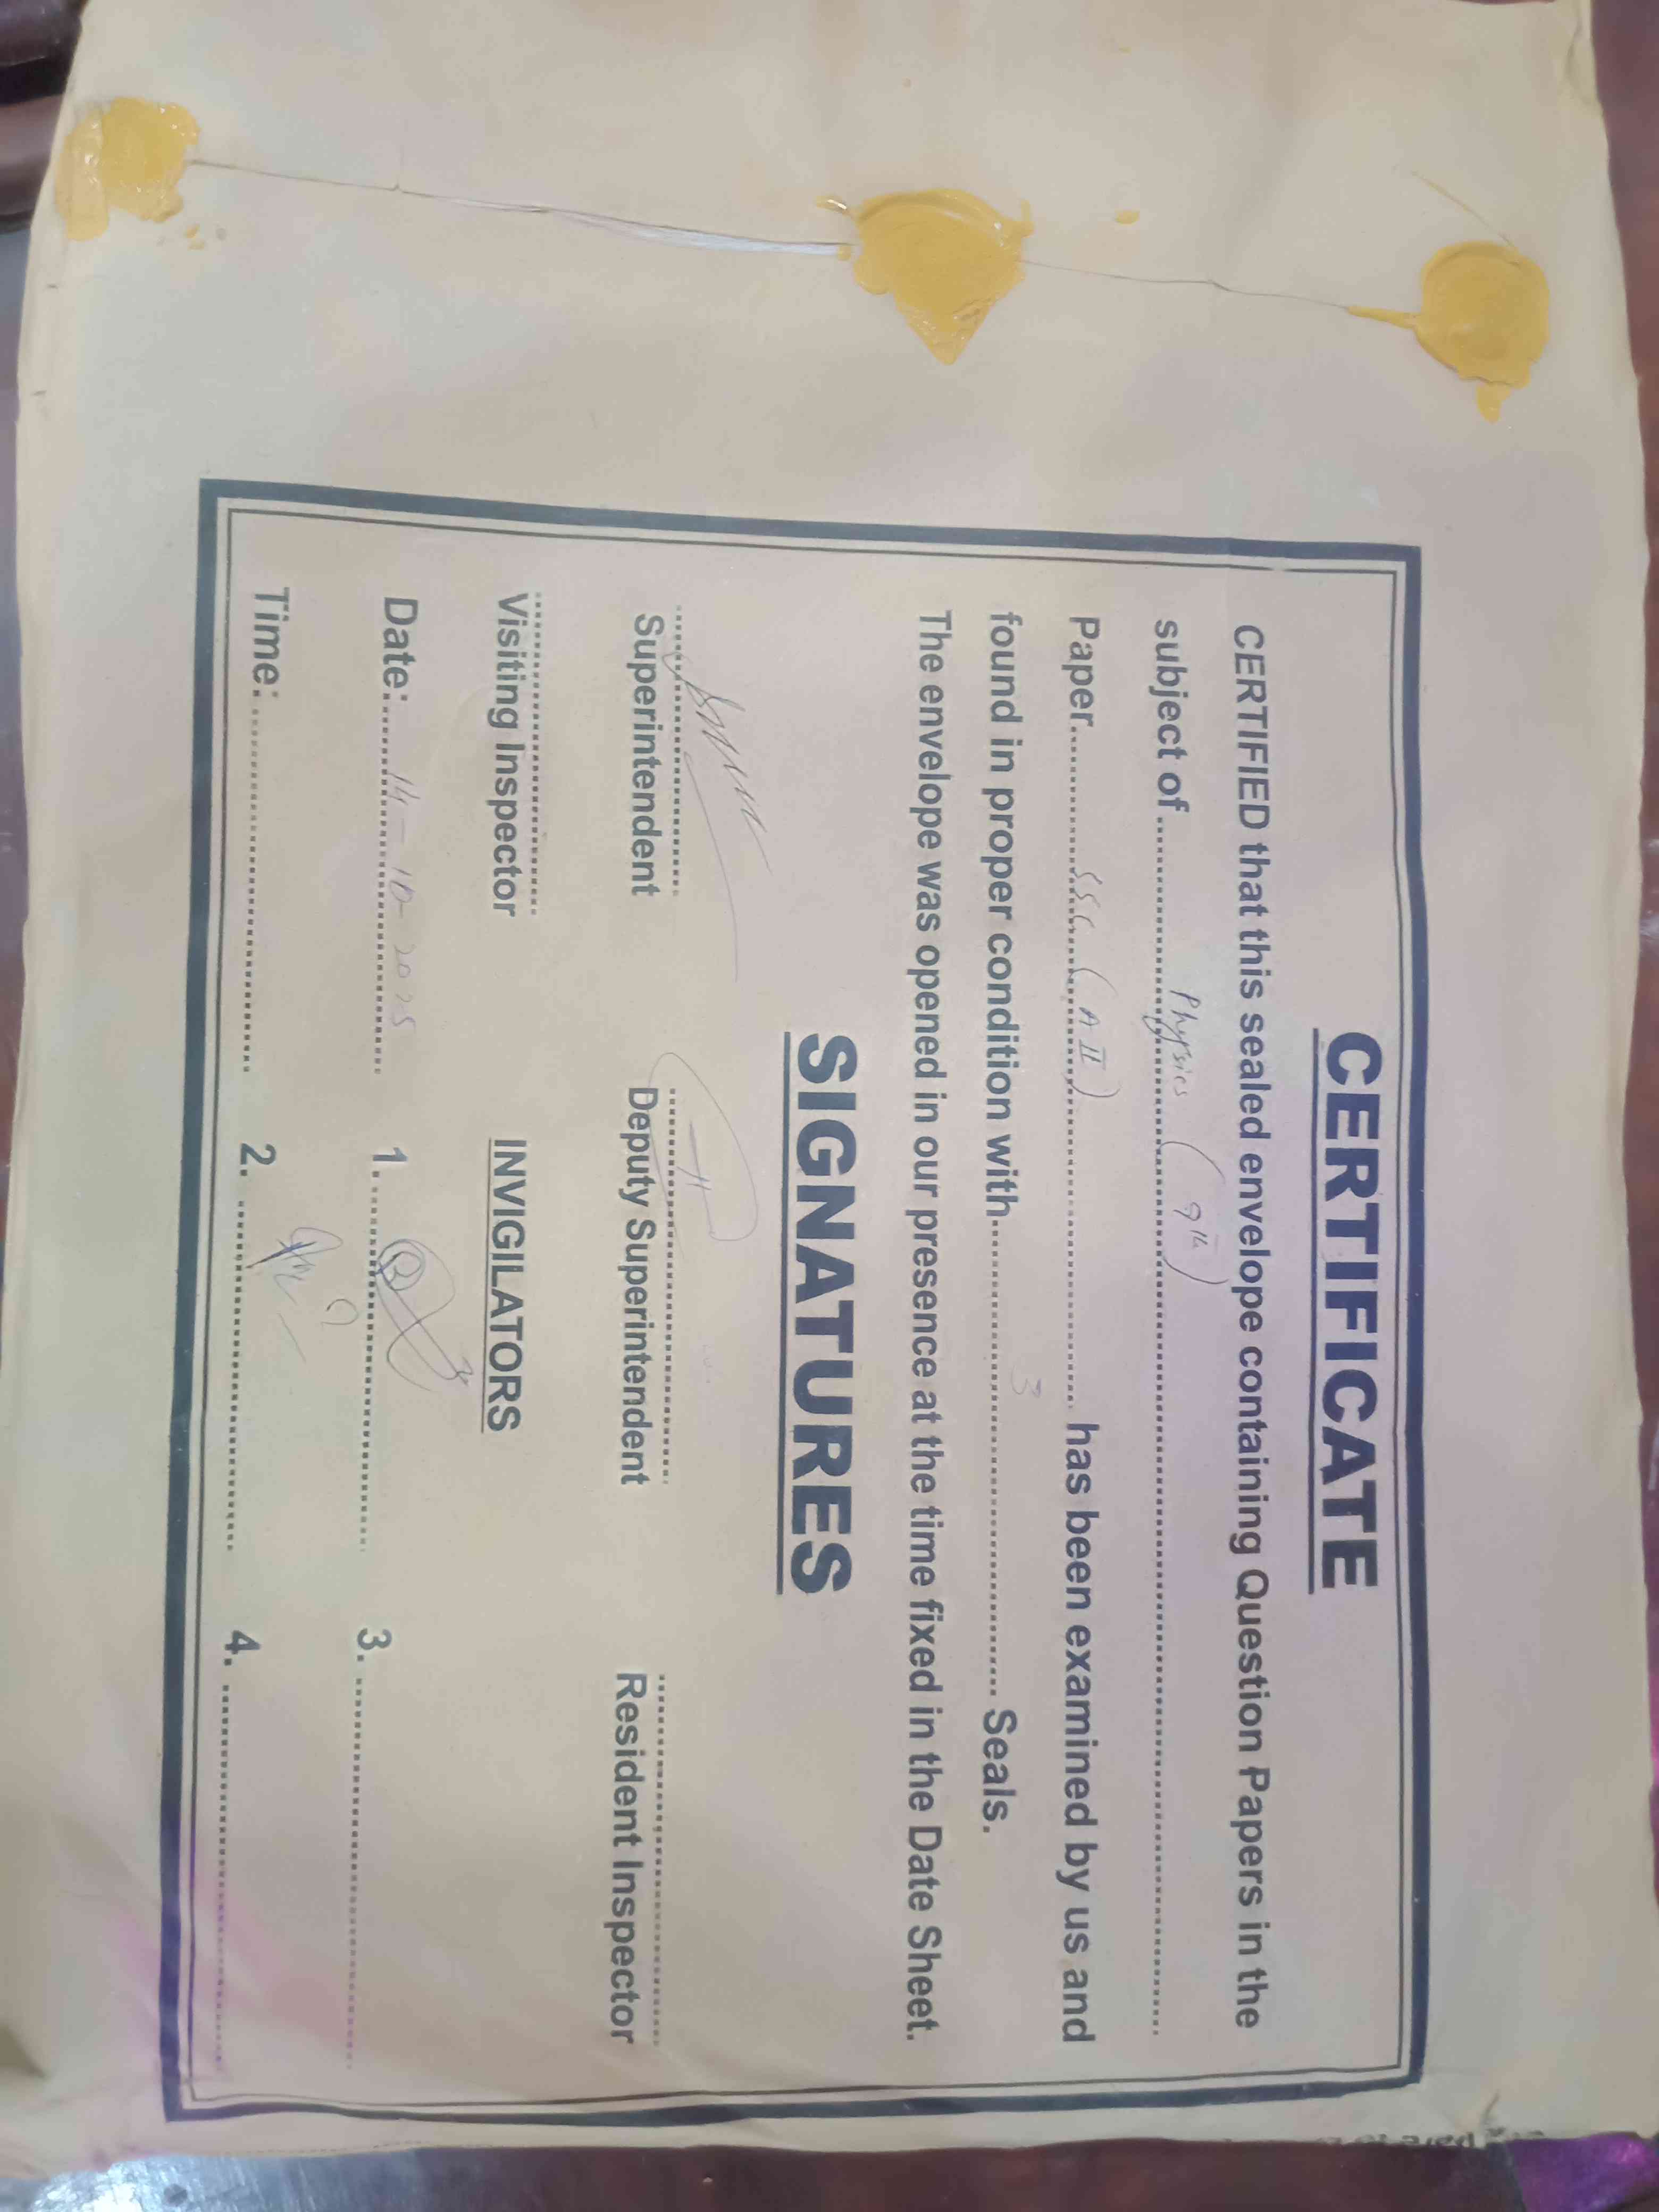 CERTIFICATE
CERTIFIED that this sealed envelope containing Question Papers in the
subject of.......... Physics (9th) ..........
Paper.......... SSC (A II) .......... has been examined by us and
found in proper condition with.......... 3 .......... Seals.
The envelope was opened in our presence at the time fixed in the Date Sheet.
SIGNATURES
Superintendent Deputy Superintendent Resident Inspector
Visiting Inspector INVIGILATORS
Date:..... 14-10-2025 ..... 1........... 3. ..........
Time:.......... 2. .......... 4. ..........